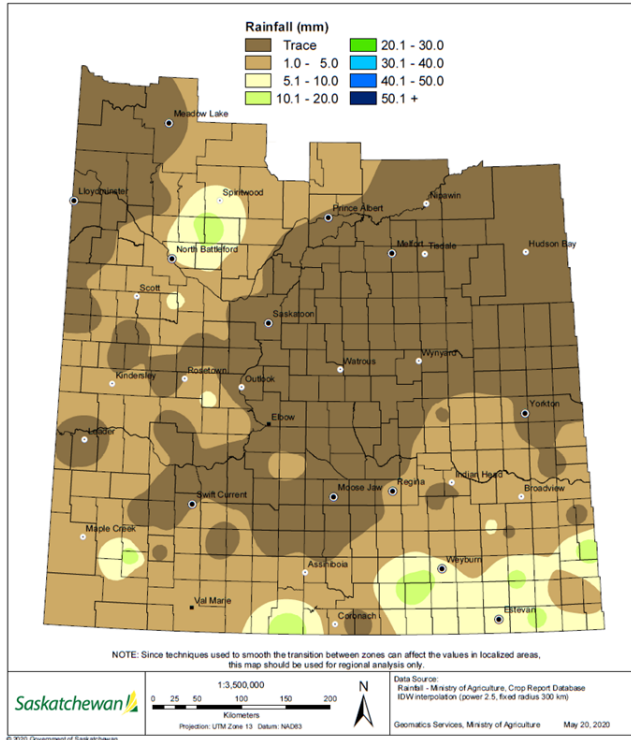 Rainfall (mm)
Trace
1.0 - 5.0
5.1 - 10.0
10.1 - 20.0
20.1 - 30.0
30.1 - 40.0
40.1 - 50.0
50.1 +
Meadow Lake
Lloydminster
Spiritwood
Nipawin
Prince Albert
North Battleford
Melfort
Tisdale
Hudson Bay
Scott
Saskatoon
Watrous
Wynyard
Kindersley
Rosetown
Outlook
Elbow
Yorkton
Leader
Indian Head
Regina
Broadview
Swift Current
Moose Jaw
Maple Creek
Assiniboia
Weyburn
Val Marie
Coronach
Estevan
NOTE: Since techniques used to smooth the transition between zones can affect the values in localized areas,
this map should be used for regional analysis only.
Saskatchewan
1:3,500,000
0 25 50 100 150 200
Kilometers
Projection: UTM Zone 13 Datum: NAD83
N
Data Source:
Rainfall - Ministry of Agriculture, Crop Report Database
IDW interpolation (power 2.5, fixed radius 300 km)
Geomatics Services, Ministry of Agriculture May 20, 2020
© 2020 Government of Saskatchewan